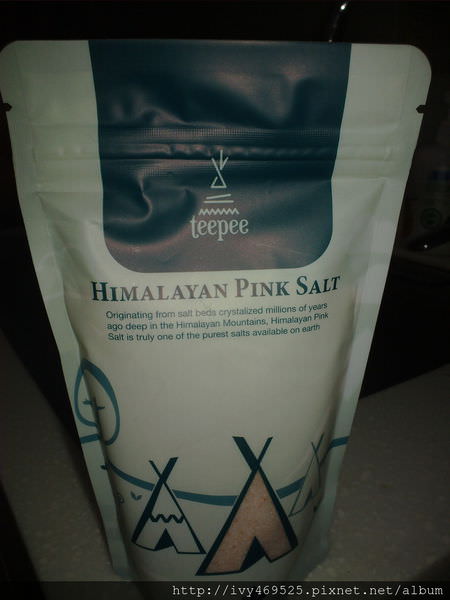 teepee
HIMALAYAN PINK SALT
Originating from salt beds crystalized millions of years
ago deep in the Himalayan Mountains, Himalayan Pink
Salt is truly one of the purest salts available on earth
http://ivy469525.pixnet.net/album